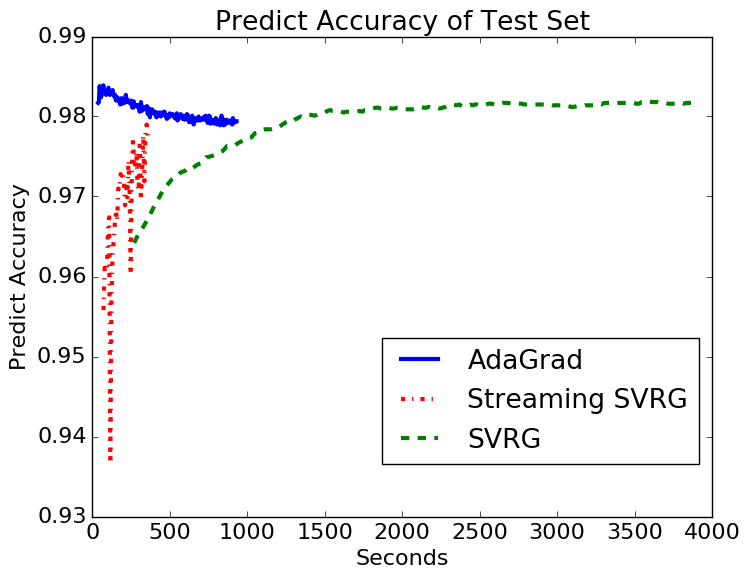 Predict Accuracy of Test Set
0.99
0.98
0.97
0.96
0.95
0.94
0.93
Predict Accuracy
AdaGrad
Streaming SVRG
SVRG
0 500 1000 1500 2000 2500 3000 3500 4000
Seconds